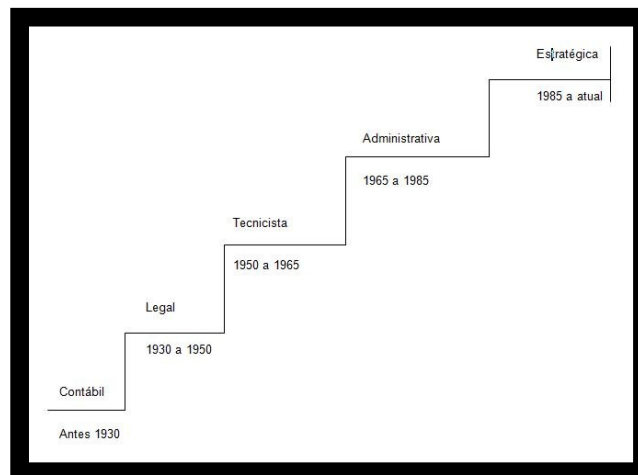 Estratégica
1985 a atual
Administrativa
1965 a 1985
Tecnicista
1950 a 1965
Legal
1930 a 1950
Contábil
Antes 1930